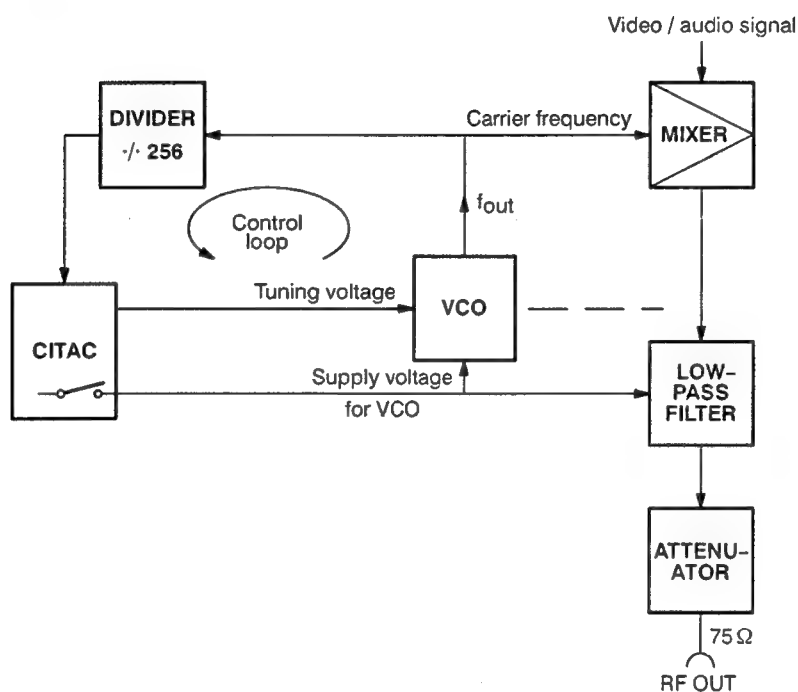 Video / audio signal
DIVIDER
·/· 256
Carrier frequency
MIXER
fout
Control
loop
Tuning voltage
VCO
CITAC
Supply voltage
for VCO
LOW–
PASS
FILTER
ATTENU–
ATOR
75 Ω
RF OUT